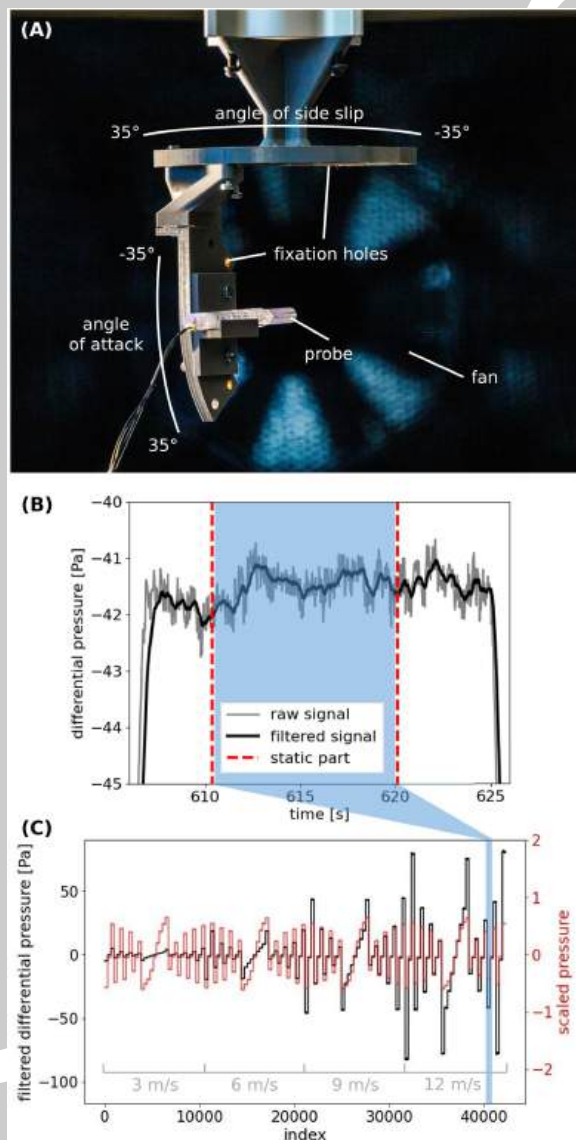 (A)
angle of side slip
35°
-35°
-35°
fixation holes
angle
of attack
probe
fan
35°
(B)
−40
−41
−42
−43
−44
−45
differential pressure [Pa]
raw signal
filtered signal
static part
610
615
620
625
time [s]
(C)
filtered differential pressure [Pa]
50
0
−50
−100
2
1
0
−1
−2
scaled pressure
3 m/s
6 m/s
9 m/s
12 m/s
0
10000
20000
30000
40000
index